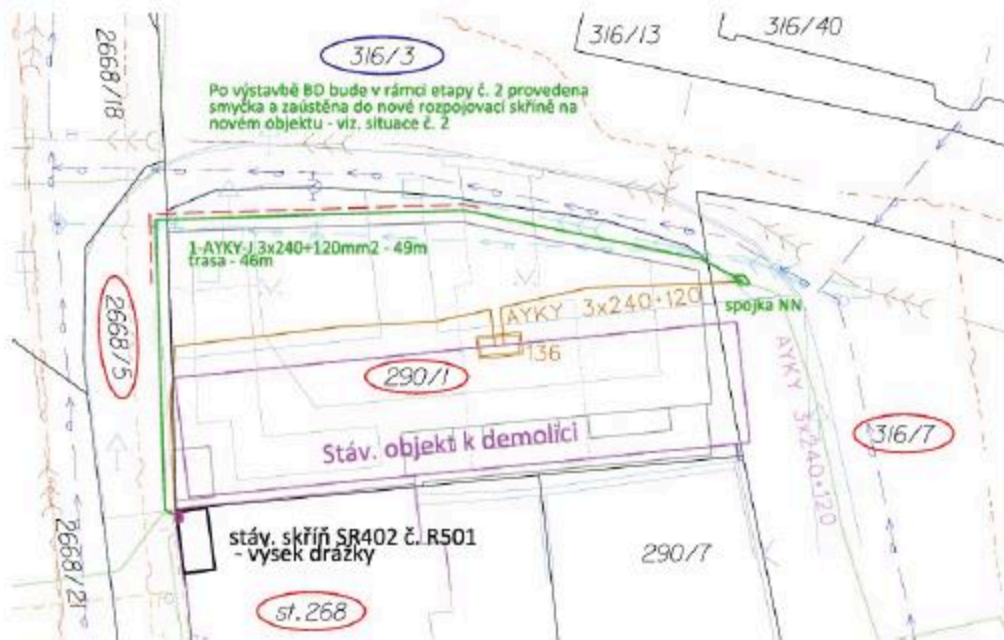 2668/18
316/3
316/13
316/40
Po výstavbě BD bude v rámci etapy č. 2 provedena
smyčka a zaústěna do nové rozpojovací skříně na
novém objektu - viz. situace č. 2
1-AYKY-J 3x240+120mm2 - 49m
trasa - 46m
2668/5
AYKY 3x240+120
spojka NN
136
290/1
AYKY 3x240+120
316/7
Stáv. objekt k demolici
2668/21
stáv. skříň SR402 č. R501
- výsek drážky
290/7
st.268